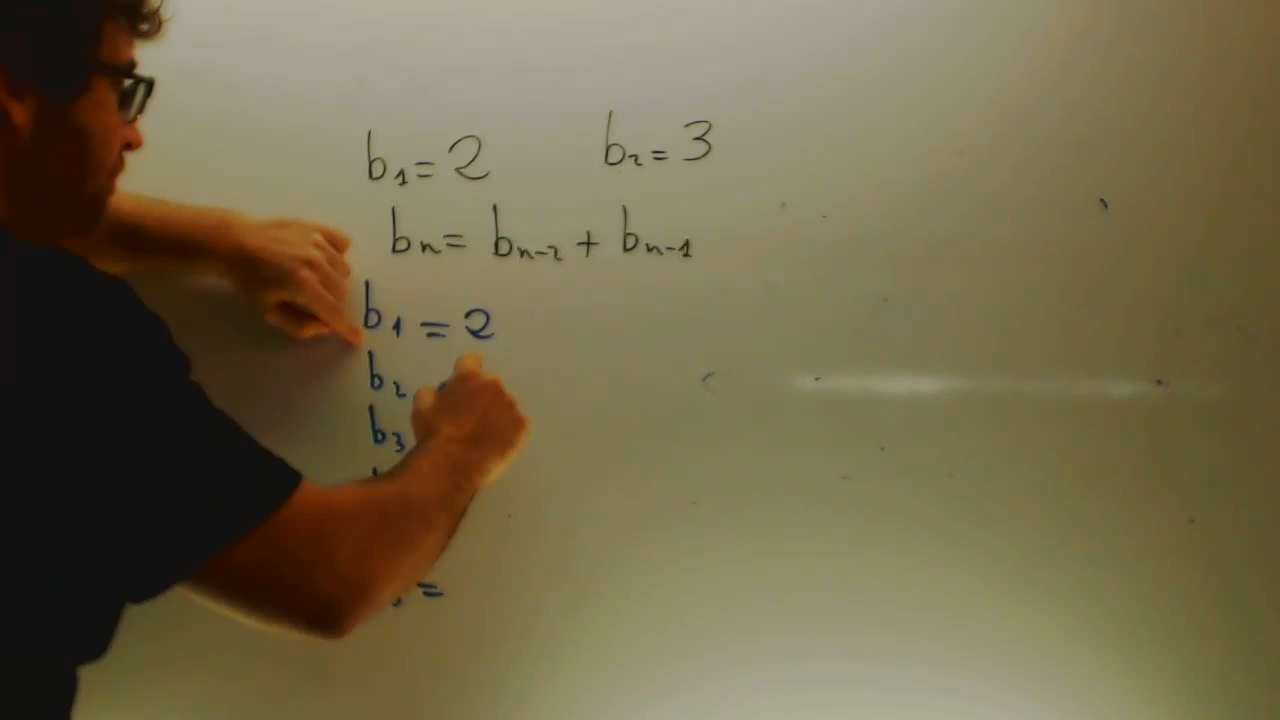 b₁ = 2 b₂ = 3
bₙ = bₙ₋₂ + bₙ₋₁
b₁ = 2
b₂
b₃
=